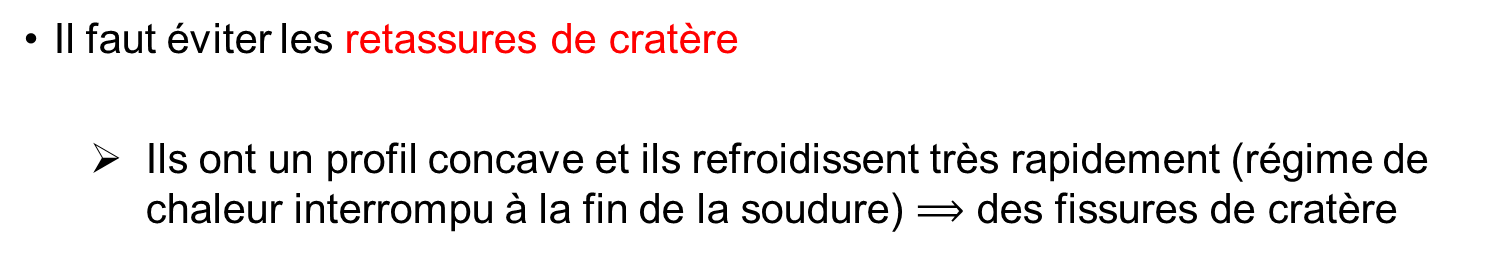 • Il faut éviter les retassures de cratère
➢ Ils ont un profil concave et ils refroidissent très rapidement (régime de
chaleur interrompu à la fin de la soudure) ⟹ des fissures de cratère